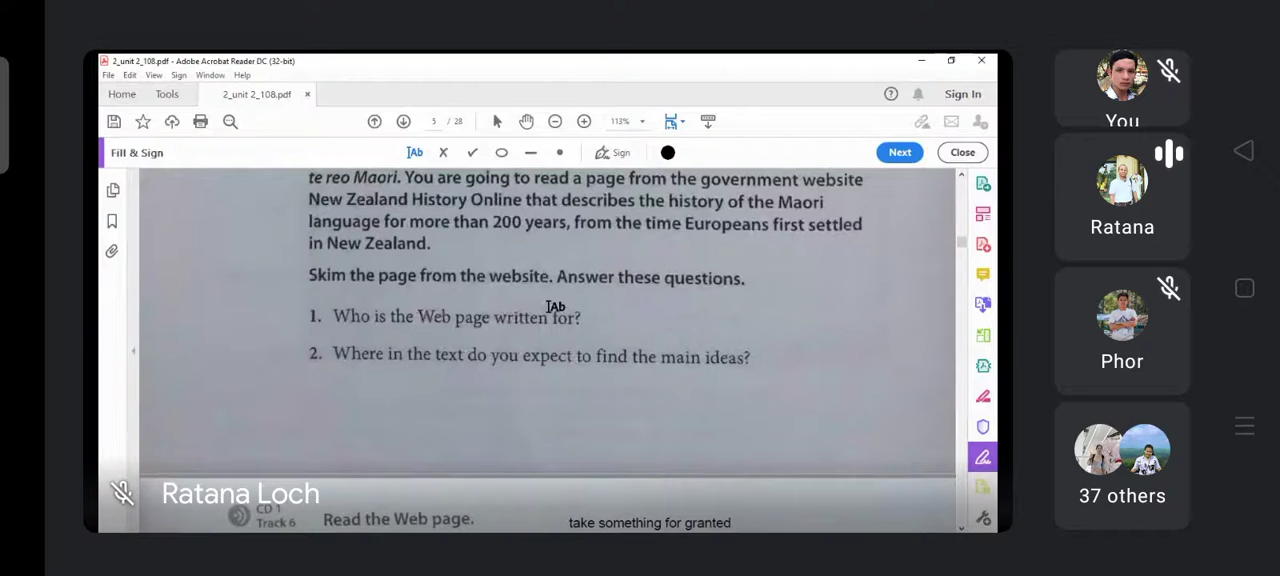 2_unit 2_108.pdf - Adobe Acrobat Reader DC (32-bit)
File Edit View Sign Window Help
Home Tools 2_unit 2_108.pdf × Sign In
5 / 28 113%
Fill & Sign IAb Sign Next Close
te reo Maori. You are going to read a page from the government website
New Zealand History Online that describes the history of the Maori
language for more than 200 years, from the time Europeans first settled
in New Zealand.
Skim the page from the website. Answer these questions.
IAb
1. Who is the Web page written for?
2. Where in the text do you expect to find the main ideas?
Ratana Loch
CD 1
Track 6
Read the Web page.
take something for granted
You
Ratana
Phor
37 others